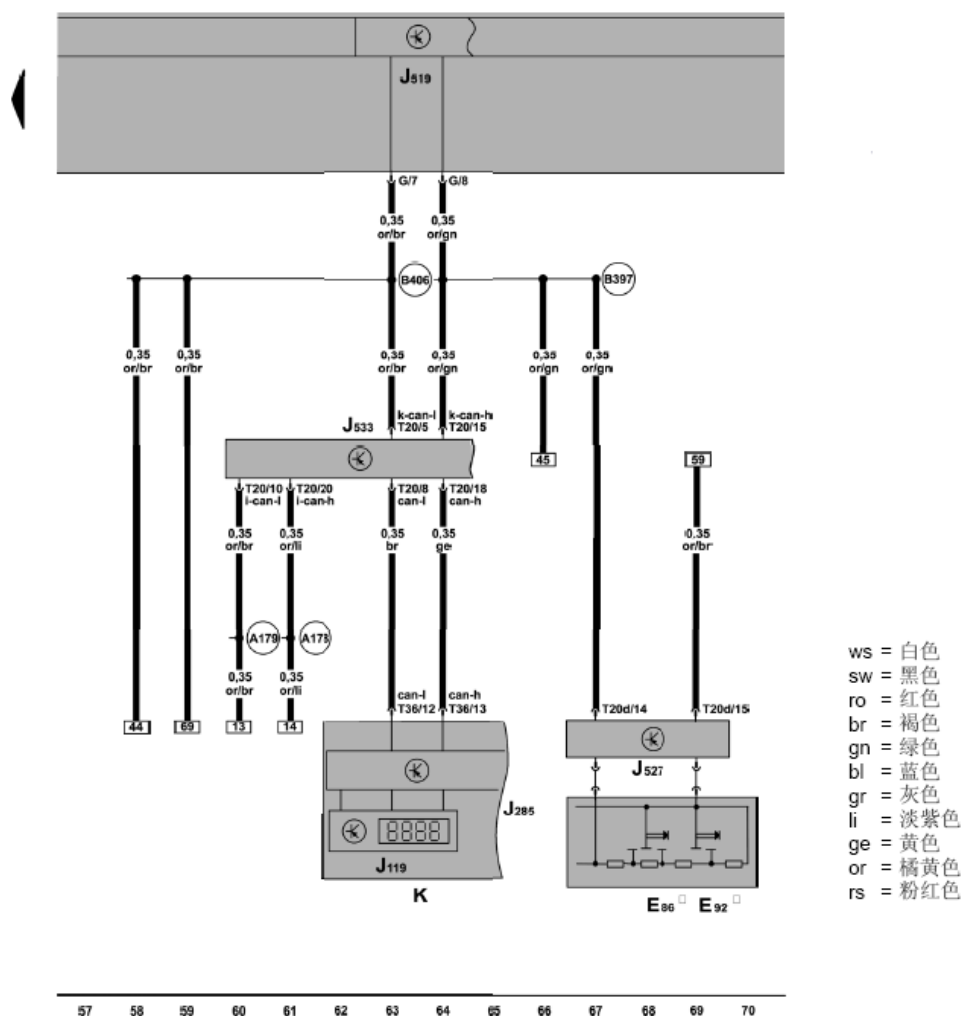 J519
G/7 G/8
0,35 0,35
or/br or/gn
B406 B397
0,35 0,35 0,35 0,35 0,35 0,35
or/br or/br or/br or/gn or/gn or/gn
k-can-l k-can-h
J533 T20/5 T20/15
45 59
T20/10 T20/20 T20/8 T20/18
i-can-l i-can-h can-l can-h
0,35 0,35 0,35 0,35 0,35
or/br or/li br ge or/br
A179 A178
0,35 0,35
or/br or/li
can-l can-h
T36/12 T36/13 T20d/14 T20d/15
44 69 13 14
J527
J285
8888
J119
K
E86 E92
ws = 白色
sw = 黑色
ro = 红色
br = 褐色
gn = 绿色
bl = 蓝色
gr = 灰色
li = 淡紫色
ge = 黄色
or = 橘黄色
rs = 粉红色
57 58 59 60 61 62 63 64 65 66 67 68 69 70